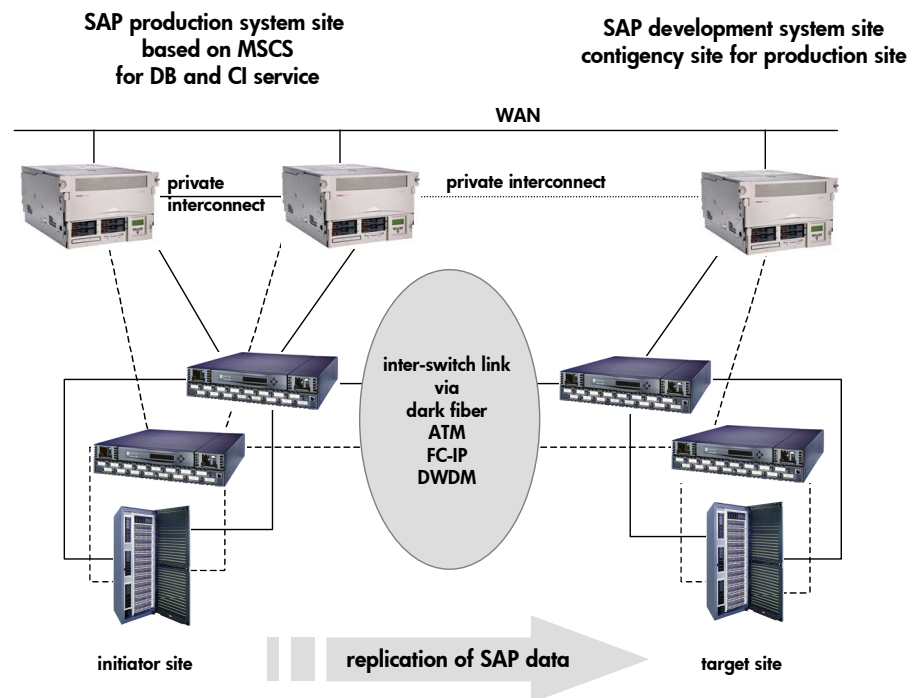 SAP production system site
based on MSCS
for DB and CI service
SAP development system site
contigency site for production site
WAN
private
interconnect
private interconnect
inter-switch link
via
dark fiber
ATM
FC-IP
DWDM
initiator site
replication of SAP data
target site